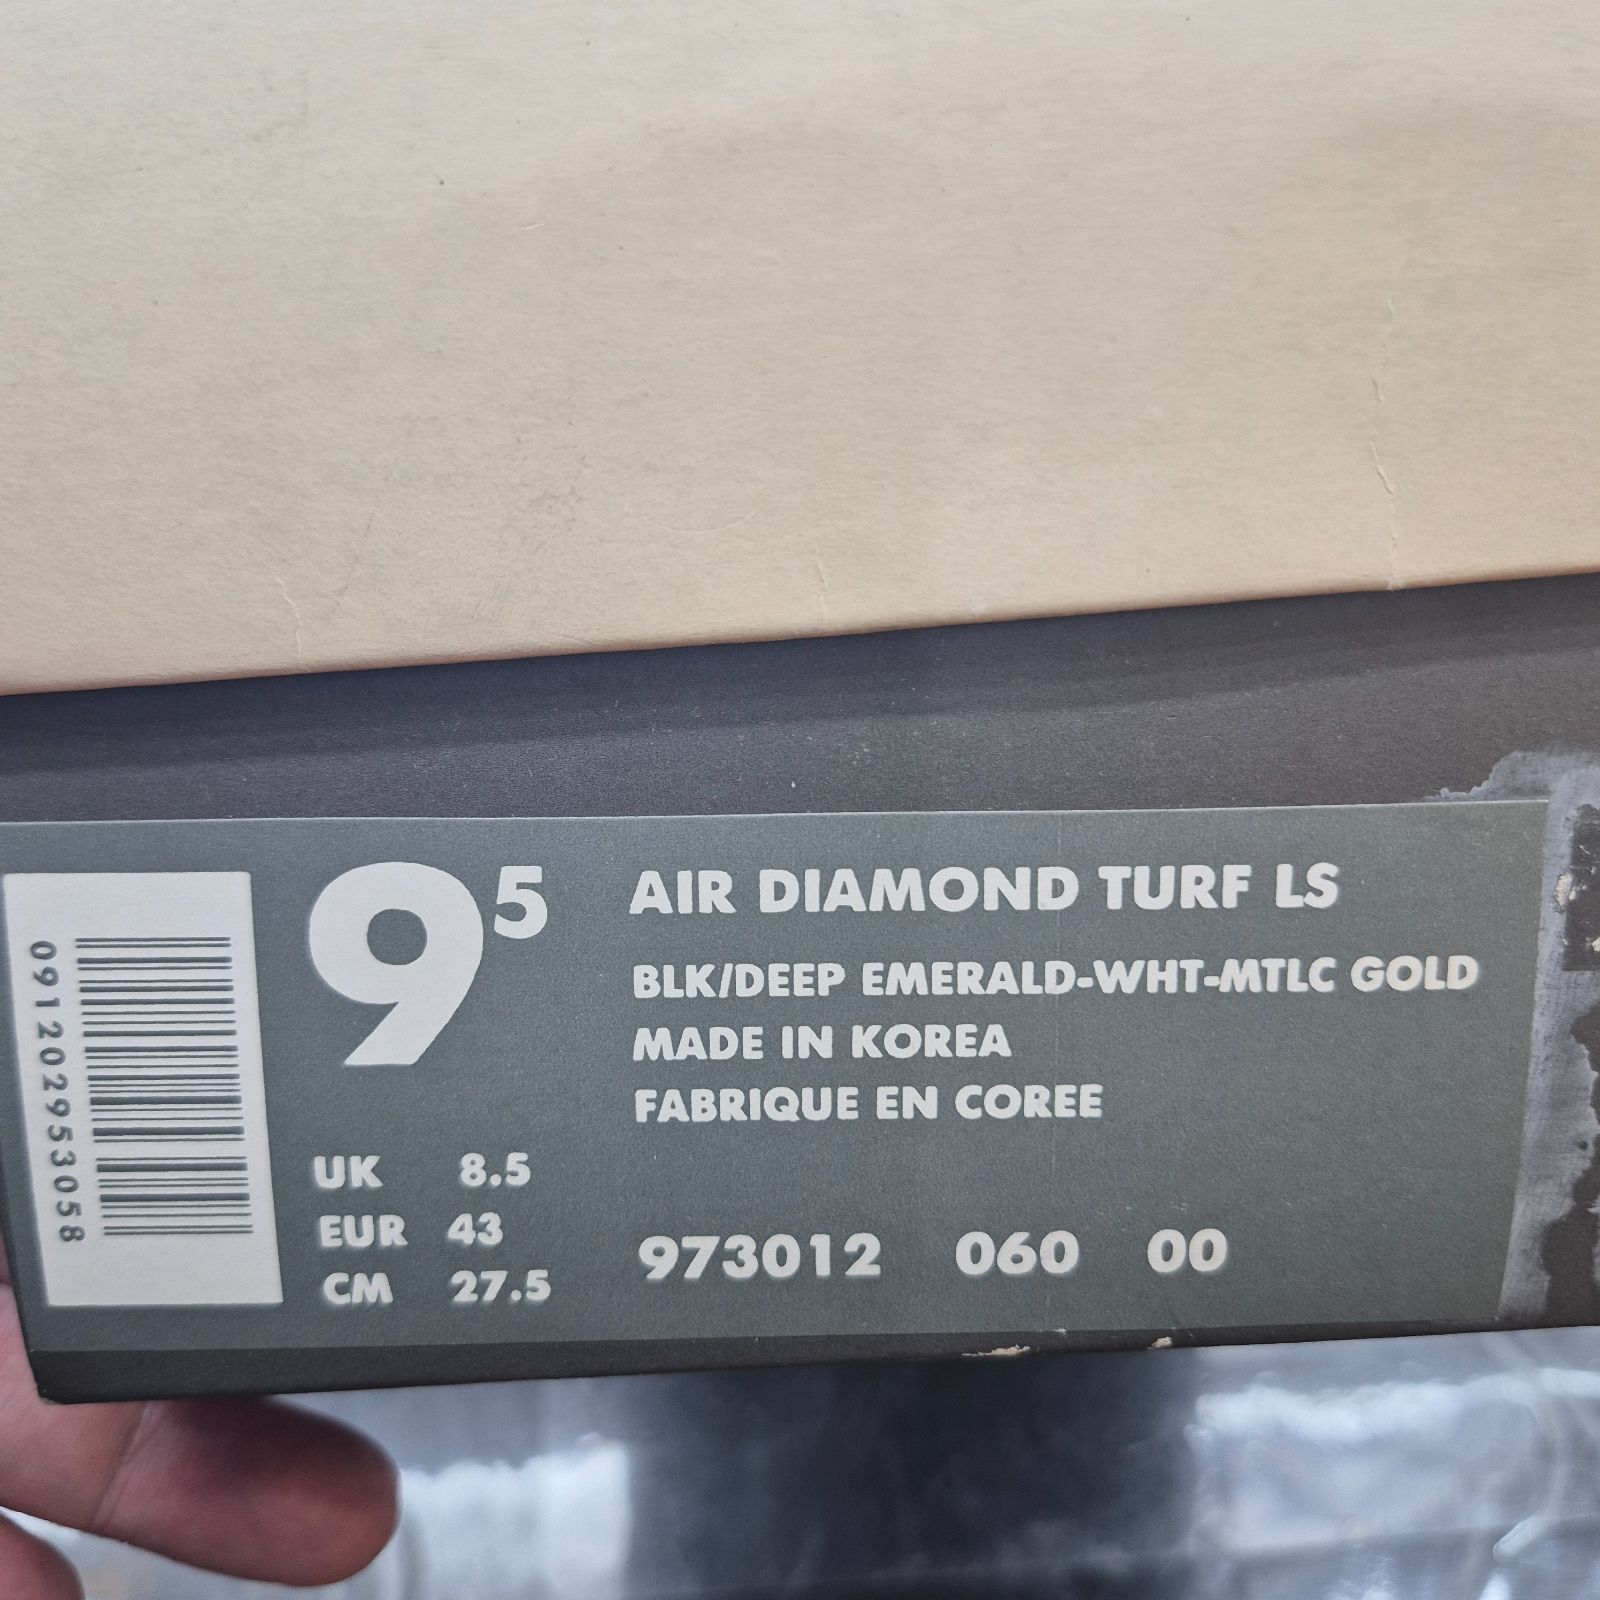 091202953058
9 5
AIR DIAMOND TURF LS
BLK/DEEP EMERALD-WHT-MTLC GOLD
MADE IN KOREA
FABRIQUE EN COREE
UK 8.5
EUR 43
CM 27.5
973012 060 00